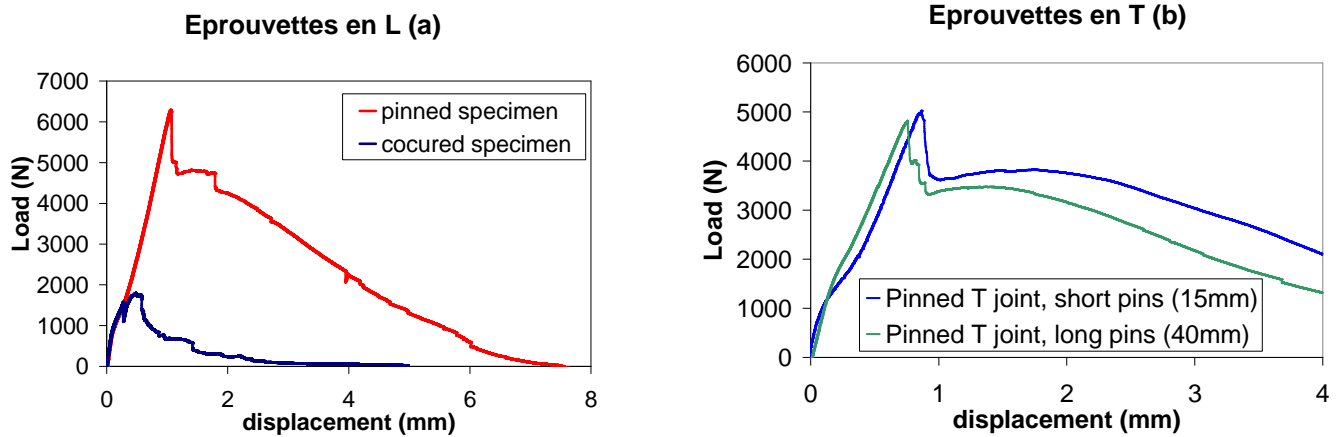 Eprouvettes en L (a)
7000
6000
5000
4000
3000
2000
1000
0
Load (N)
pinned specimen
cocured specimen
0 2 4 6 8
displacement (mm)
Eprouvettes en T (b)
6000
5000
4000
3000
2000
1000
0
Load (N)
Pinned T joint, short pins (15mm)
Pinned T joint, long pins (40mm)
0 1 2 3 4
displacement (mm)